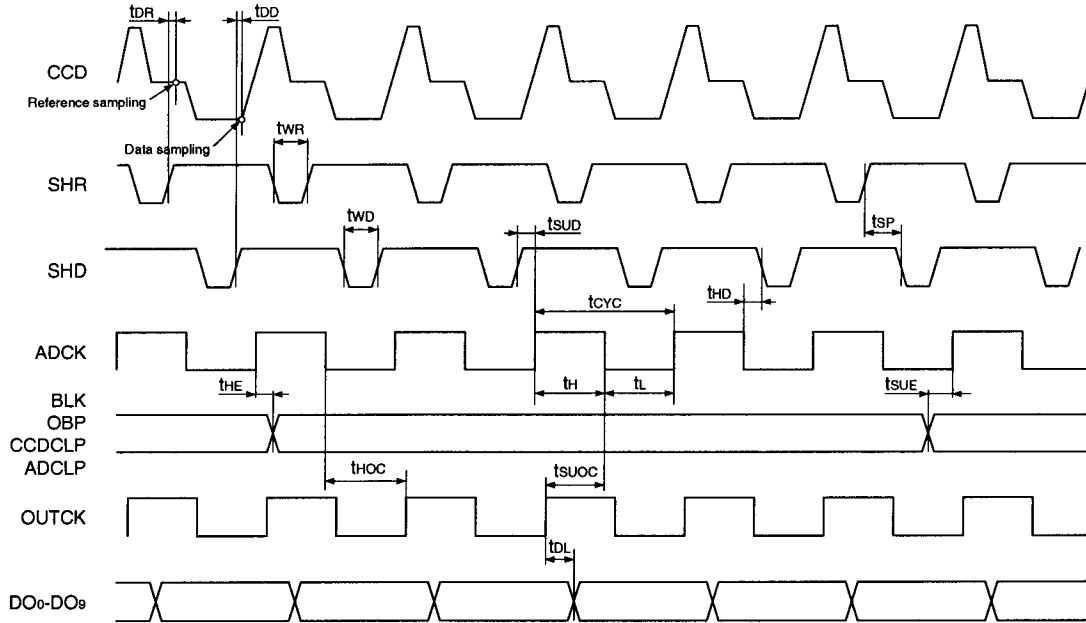 tDR
tDD
CCD
Reference sampling
Data sampling
tWR
SHR
tWD
tSUD
tSP
SHD
tCYC
tHD
ADCK
tHE
tH
tL
tSUE
BLK
OBP
CCDCLP
ADCLP
tHOC
tSUOC
OUTCK
tDL
DO0-DO9